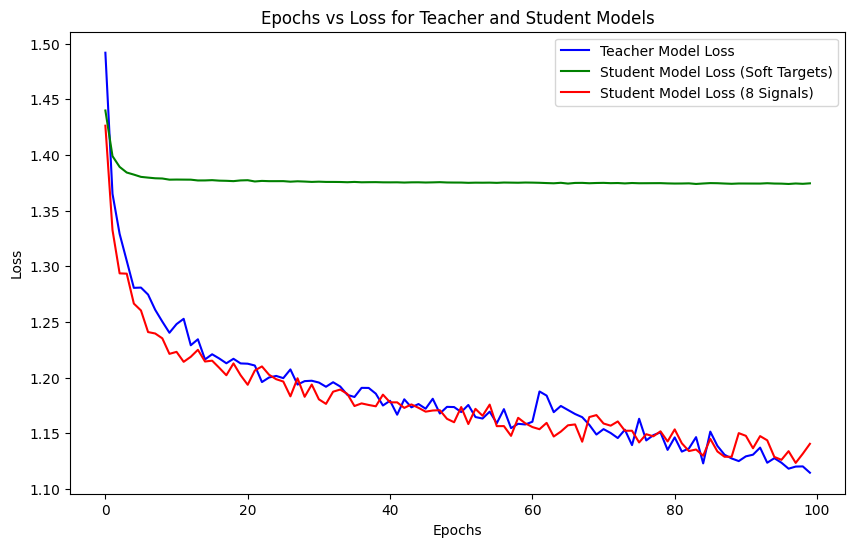 Epochs vs Loss for Teacher and Student Models
Teacher Model Loss
Student Model Loss (Soft Targets)
Student Model Loss (8 Signals)
1.50
1.45
1.40
1.35
1.30
1.25
1.20
1.15
1.10
Loss
0 20 40 60 80 100
Epochs